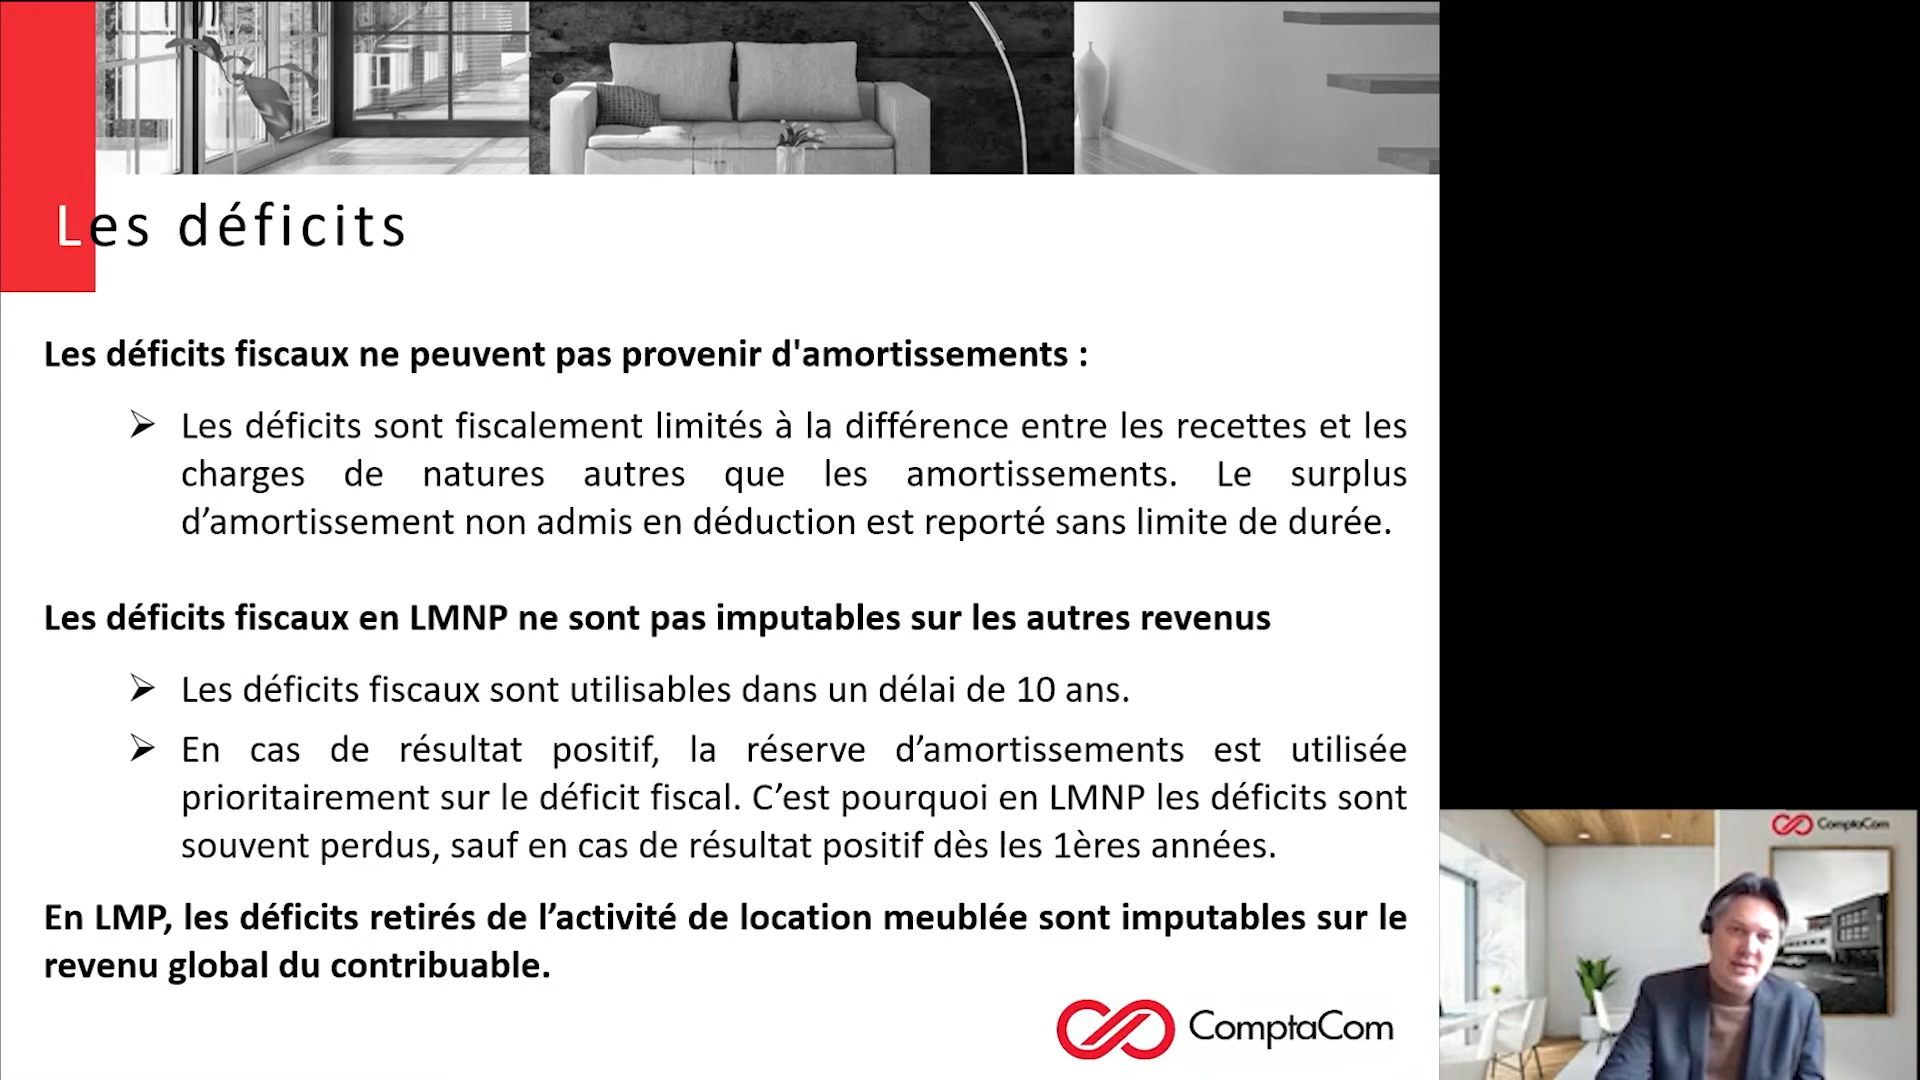 Les déficits
Les déficits fiscaux ne peuvent pas provenir d'amortissements :
Les déficits sont fiscalement limités à la différence entre les recettes et les
charges de natures autres que les amortissements. Le surplus
d’amortissement non admis en déduction est reporté sans limite de durée.
Les déficits fiscaux en LMNP ne sont pas imputables sur les autres revenus
Les déficits fiscaux sont utilisables dans un délai de 10 ans.
En cas de résultat positif, la réserve d’amortissements est utilisée
prioritairement sur le déficit fiscal. C’est pourquoi en LMNP les déficits sont
souvent perdus, sauf en cas de résultat positif dès les 1ères années.
En LMP, les déficits retirés de l’activité de location meublée sont imputables sur le
revenu global du contribuable.
ComptaCom
ComptaCom